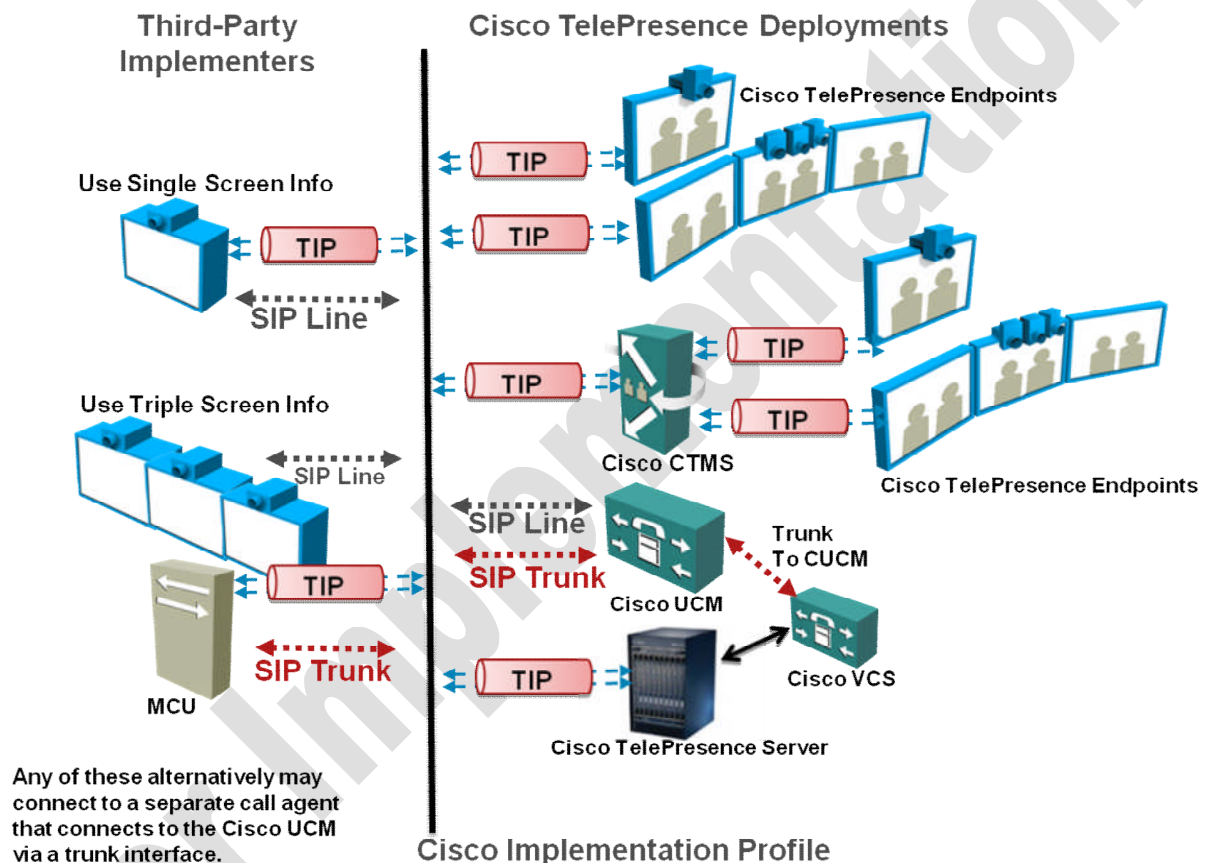 Third-Party
Implementers
Cisco TelePresence Deployments
Cisco TelePresence Endpoints
TIP
Use Single Screen Info
TIP
TIP
SIP Line
TIP
TIP
Use Triple Screen Info
TIP
SIP Line
Cisco CTMS
Cisco TelePresence Endpoints
SIP Line
Trunk
To CUCM
SIP Trunk
TIP
Cisco UCM
SIP Trunk
TIP
Cisco VCS
MCU
Cisco TelePresence Server
Any of these alternatively may
connect to a separate call agent
that connects to the Cisco UCM
via a trunk interface.
Cisco Implementation Profile
r Implementation